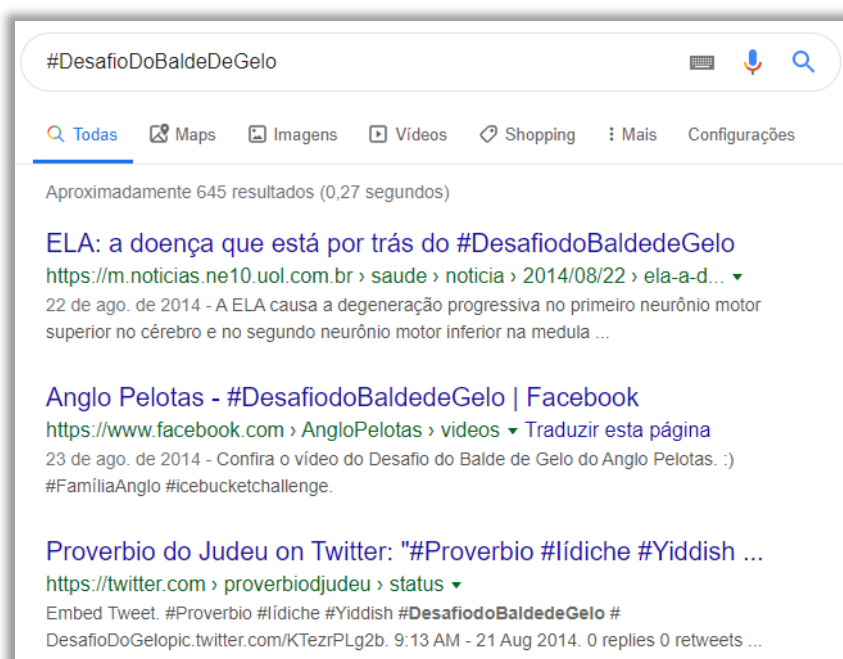 #DesafioDoBaldeDeGelo
Todas Maps Imagens Vídeos Shopping Mais Configurações
Aproximadamente 645 resultados (0,27 segundos)
ELA: a doença que está por trás do #DesafiodoBaldedeGelo
https://m.noticias.ne10.uol.com.br › saude › noticia › 2014/08/22 › ela-a-d...
22 de ago. de 2014 - A ELA causa a degeneração progressiva no primeiro neurônio motor
superior no cérebro e no segundo neurônio motor inferior na medula ...
Anglo Pelotas - #DesafiodoBaldedeGelo | Facebook
https://www.facebook.com › AngloPelotas › videos Traduzir esta página
23 de ago. de 2014 - Confira o vídeo do Desafio do Balde de Gelo do Anglo Pelotas. :)
#FamíliaAnglo #icebucketchallenge.
Proverbio do Judeu on Twitter: "#Proverbio #Iídiche #Yiddish ...
https://twitter.com › proverbiodjudeu › status
Embed Tweet. #Proverbio #Iídiche #Yiddish #DesafiodoBaldedeGelo #
DesafioDoGelopic.twitter.com/KTezrPLg2b. 9:13 AM - 21 Aug 2014. 0 replies 0 retweets ...